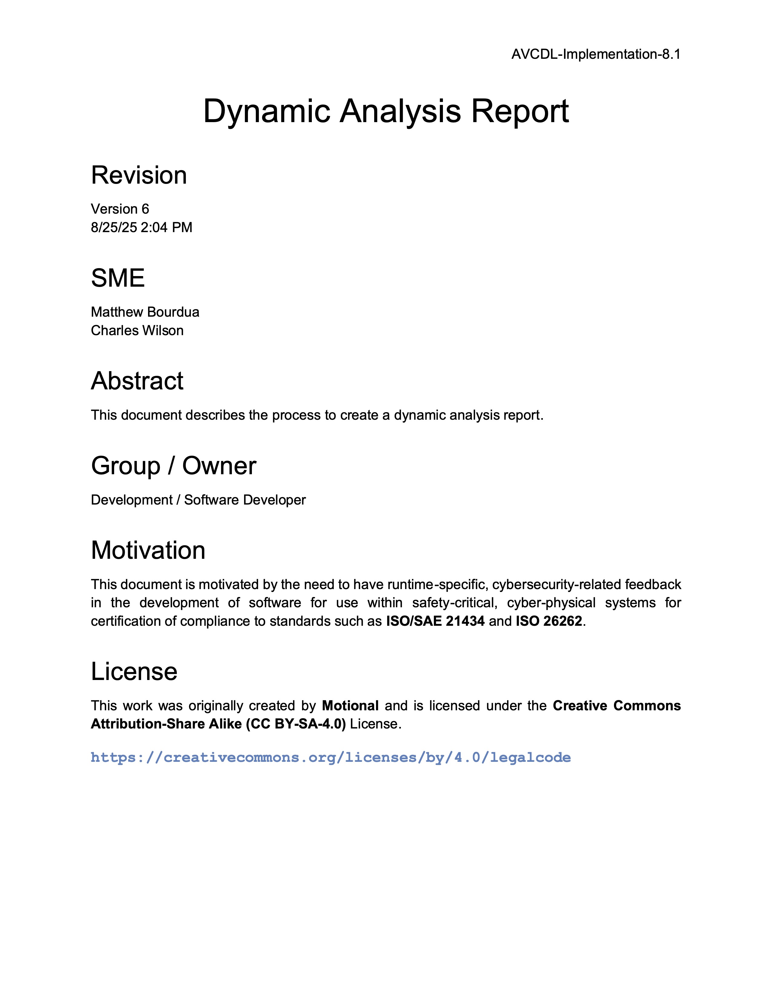 AVCDL-Implementation-8.1
Dynamic Analysis Report
Revision
Version 6
8/25/25 2:04 PM
SME
Matthew Bourdua
Charles Wilson
Abstract
This document describes the process to create a dynamic analysis report.
Group / Owner
Development / Software Developer
Motivation
This document is motivated by the need to have runtime-specific, cybersecurity-related feedback
in the development of software for use within safety-critical, cyber-physical systems for
certification of compliance to standards such as ISO/SAE 21434 and ISO 26262.
License
This work was originally created by Motional and is licensed under the Creative Commons
Attribution-Share Alike (CC BY-SA-4.0) License.
https://creativecommons.org/licenses/by/4.0/legalcode